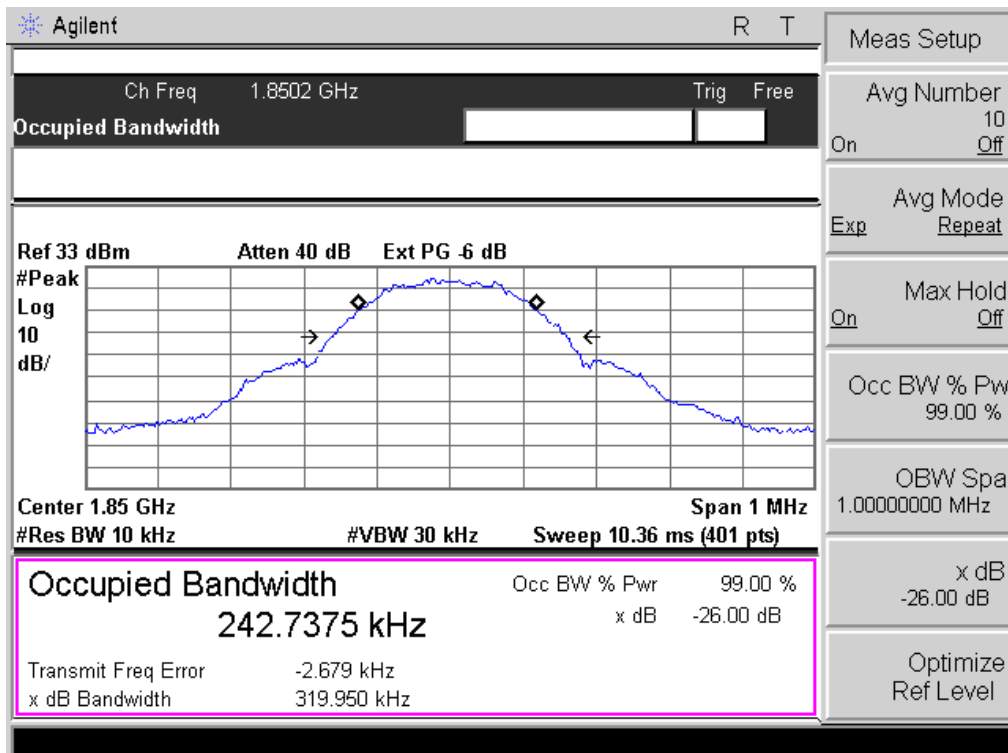 Agilent R T
Ch Freq 1.8502 GHz Trig Free
Occupied Bandwidth
Ref 33 dBm Atten 40 dB Ext PG -6 dB
#Peak
Log
10
dB/
Center 1.85 GHz Span 1 MHz
#Res BW 10 kHz #VBW 30 kHz Sweep 10.36 ms (401 pts)
Occupied Bandwidth Occ BW % Pwr 99.00 %
242.7375 kHz x dB -26.00 dB
Transmit Freq Error -2.679 kHz
x dB Bandwidth 319.950 kHz
Meas Setup
Avg Number
10
On Off
Avg Mode
Exp Repeat
Max Hold
On Off
Occ BW % Pw
99.00 %
OBW Spa
1.00000000 MHz
x dB
-26.00 dB
Optimize
Ref Level